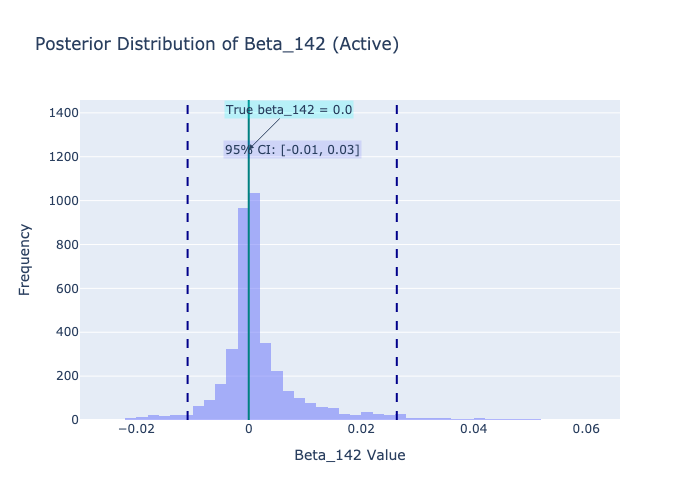 Posterior Distribution of Beta_142 (Active)
True beta_142 = 0.0
95% CI: [-0.01, 0.03]
1400
1200
1000
800
600
400
200
0
Frequency
−0.02
0
0.02
0.04
0.06
Beta_142 Value